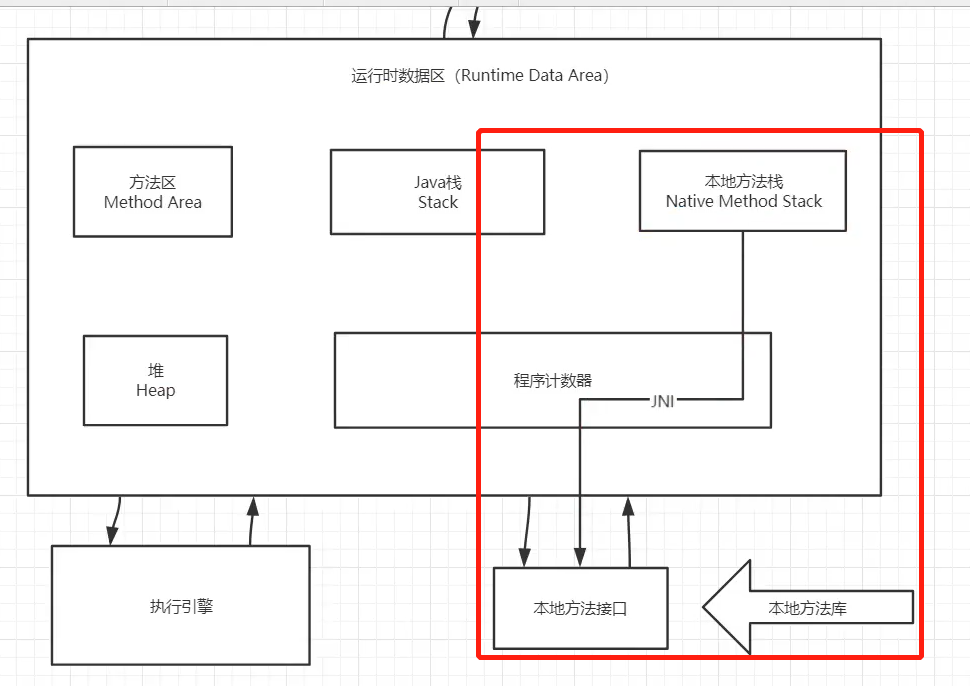 运行时数据区（Runtime Data Area）
方法区
Method Area
Java栈
Stack
本地方法栈
Native Method Stack
堆
Heap
程序计数器
JNI
执行引擎
本地方法接口
本地方法库